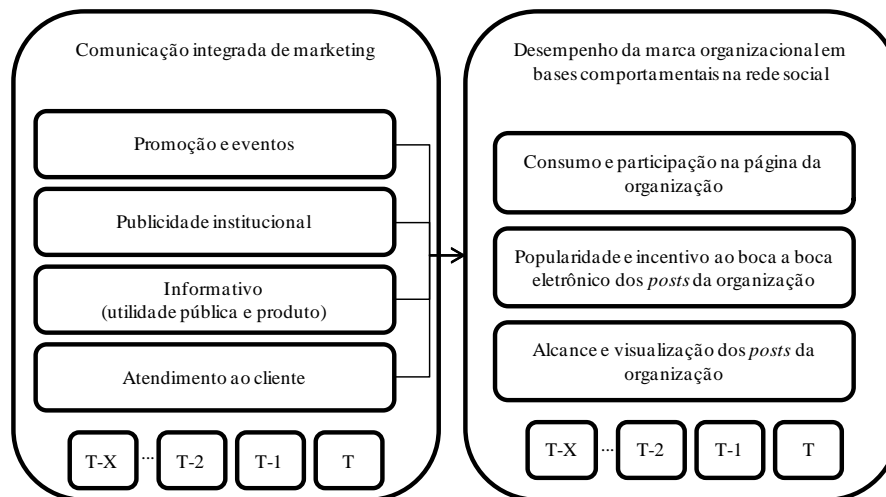 Comunicação integrada de marketing
Promoção e eventos
Publicidade institucional
Informativo
(utilidade pública e produto)
Atendimento ao cliente
T-X ... T-2 T-1 T
Desempenho da marca organizacional em
bases comportamentais na rede social
Consumo e participação na página da
organização
Popularidade e incentivo ao boca a boca
eletrônico dos posts da organização
Alcance e visualização dos posts da
organização
T-X ... T-2 T-1 T